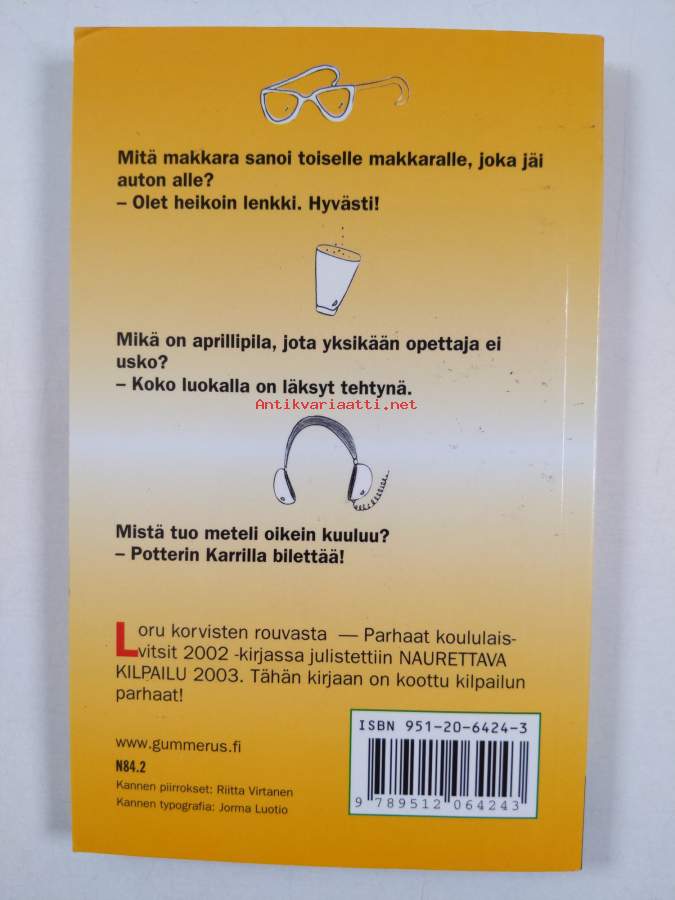 Mitä makkara sanoi toiselle makkaralle, joka jäi
auton alle?
– Olet heikoin lenkki. Hyvästi!
Mikä on aprillipila, jota yksikään opettaja ei
usko?
– Koko luokalla on läksyt tehtynä.
Antikvariaatti.net
Mistä tuo meteli oikein kuuluu?
– Potterin Karrilla bilettää!
Loru korvisten rouvasta — Parhaat koululais-
vitsit 2002 -kirjassa julistettiin NAURETTAVA
KILPAILU 2003. Tähän kirjaan on koottu kilpailun
parhaat!
www.gummerus.fi
N84.2
Kannen piirrokset: Riitta Virtanen
Kannen typografia: Jorma Luotio
ISBN 951-20-6424-3
9 789512 064243